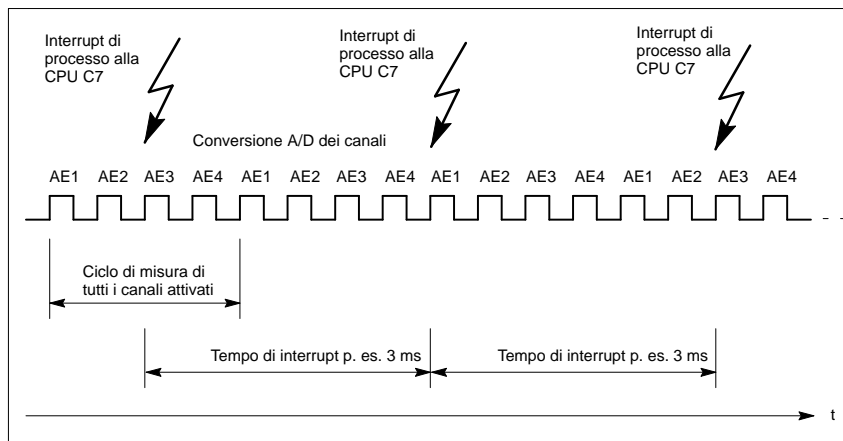 Interrupt di
processo alla
CPU C7
Interrupt di
processo alla
CPU C7
Interrupt di
processo alla
CPU C7
Conversione A/D dei canali
AE1 AE2 AE3 AE4 AE1 AE2 AE3 AE4 AE1 AE2 AE3 AE4 AE1 AE2 AE3 AE4
Ciclo di misura di
tutti i canali attivati
Tempo di interrupt p. es. 3 ms
Tempo di interrupt p. es. 3 ms
t